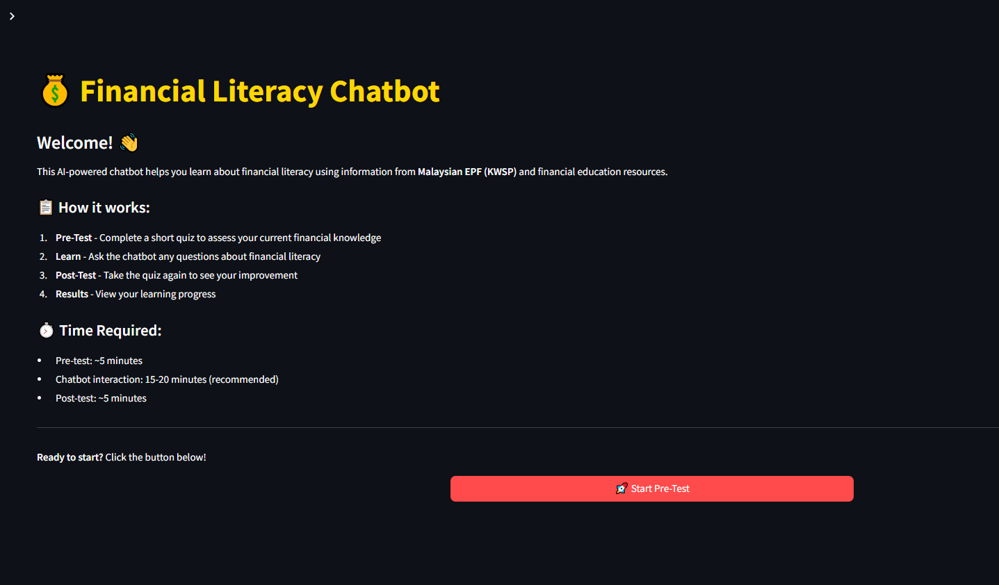 Financial Literacy Chatbot
Welcome! 👋
This AI-powered chatbot helps you learn about financial literacy using information from Malaysian EPF (KWSP) and financial education resources.
📋 How it works:
1. Pre-Test - Complete a short quiz to assess your current financial knowledge
2. Learn - Ask the chatbot any questions about financial literacy
3. Post-Test - Take the quiz again to see your improvement
4. Results - View your learning progress
⏱️ Time Required:
• Pre-test: ~5 minutes
• Chatbot interaction: 15-20 minutes (recommended)
• Post-test: ~5 minutes
Ready to start? Click the button below!
🚀 Start Pre-Test